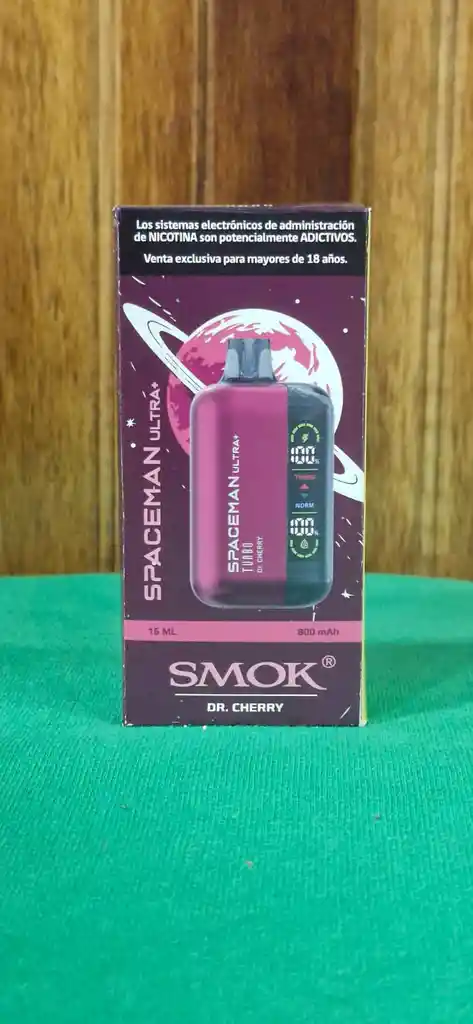 Los sistemas electrónicos de administración
de NICOTINA son potencialmente ADICTIVOS.
Venta exclusiva para mayores de 18 años.
SPACEMAN ULTRA+
SPACEMAN ULTRA+
TURBO
DR. CHERRY
100%
TURBO
NORM
100%
15 ML
800 mAh
SMOK®
DR. CHERRY